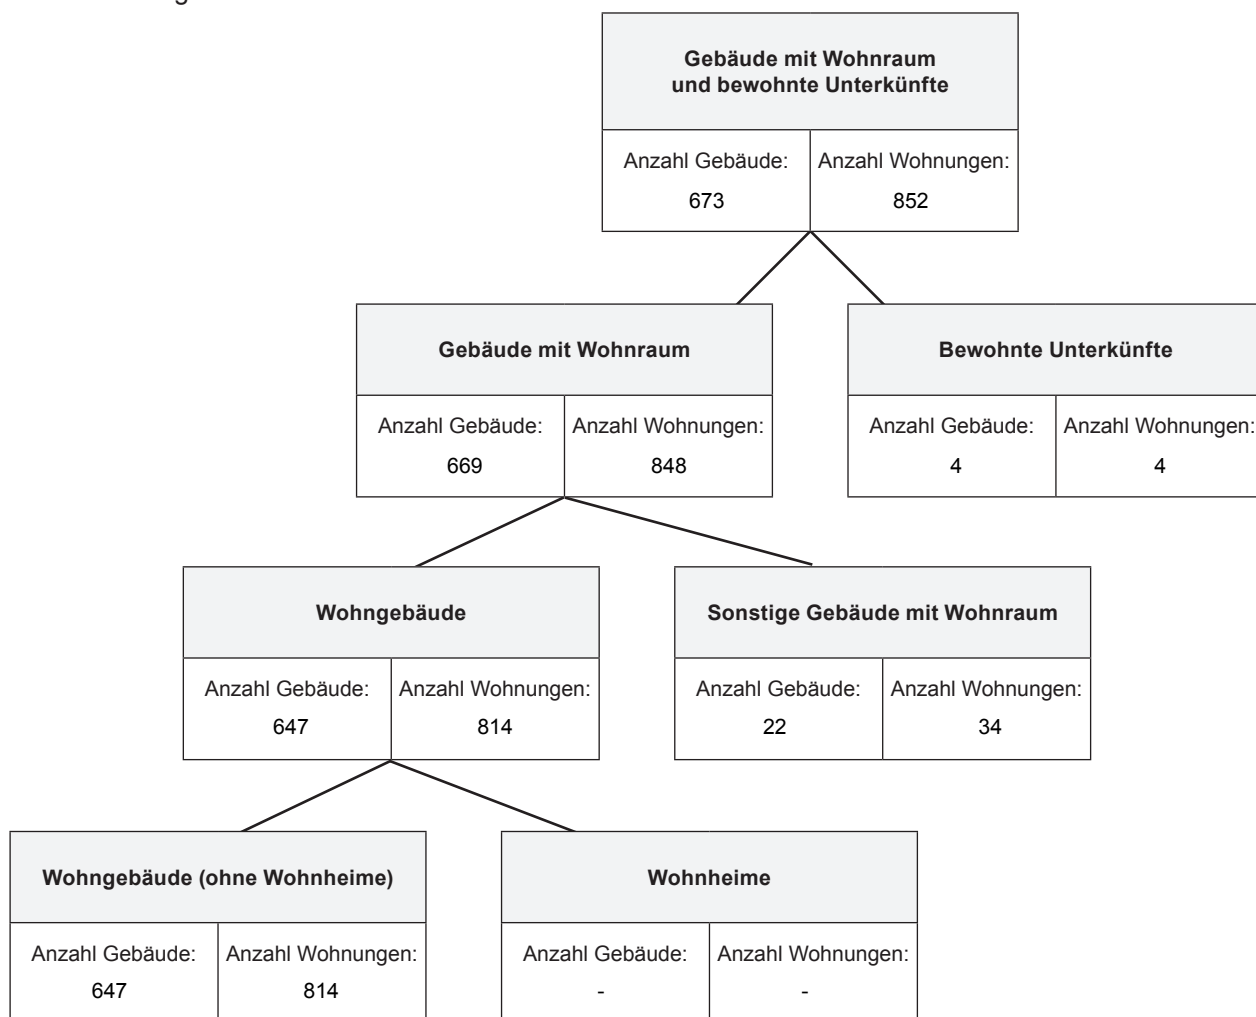 Gebäude mit Wohnraum
und bewohnte Unterkünfte
Anzahl Gebäude: Anzahl Wohnungen:
673 852
Gebäude mit Wohnraum
Anzahl Gebäude: Anzahl Wohnungen:
669 848
Bewohnte Unterkünfte
Anzahl Gebäude: Anzahl Wohnungen:
4 4
Wohngebäude
Anzahl Gebäude: Anzahl Wohnungen:
647 814
Sonstige Gebäude mit Wohnraum
Anzahl Gebäude: Anzahl Wohnungen:
22 34
Wohngebäude (ohne Wohnheime)
Anzahl Gebäude: Anzahl Wohnungen:
647 814
Wohnheime
Anzahl Gebäude: Anzahl Wohnungen:
- -